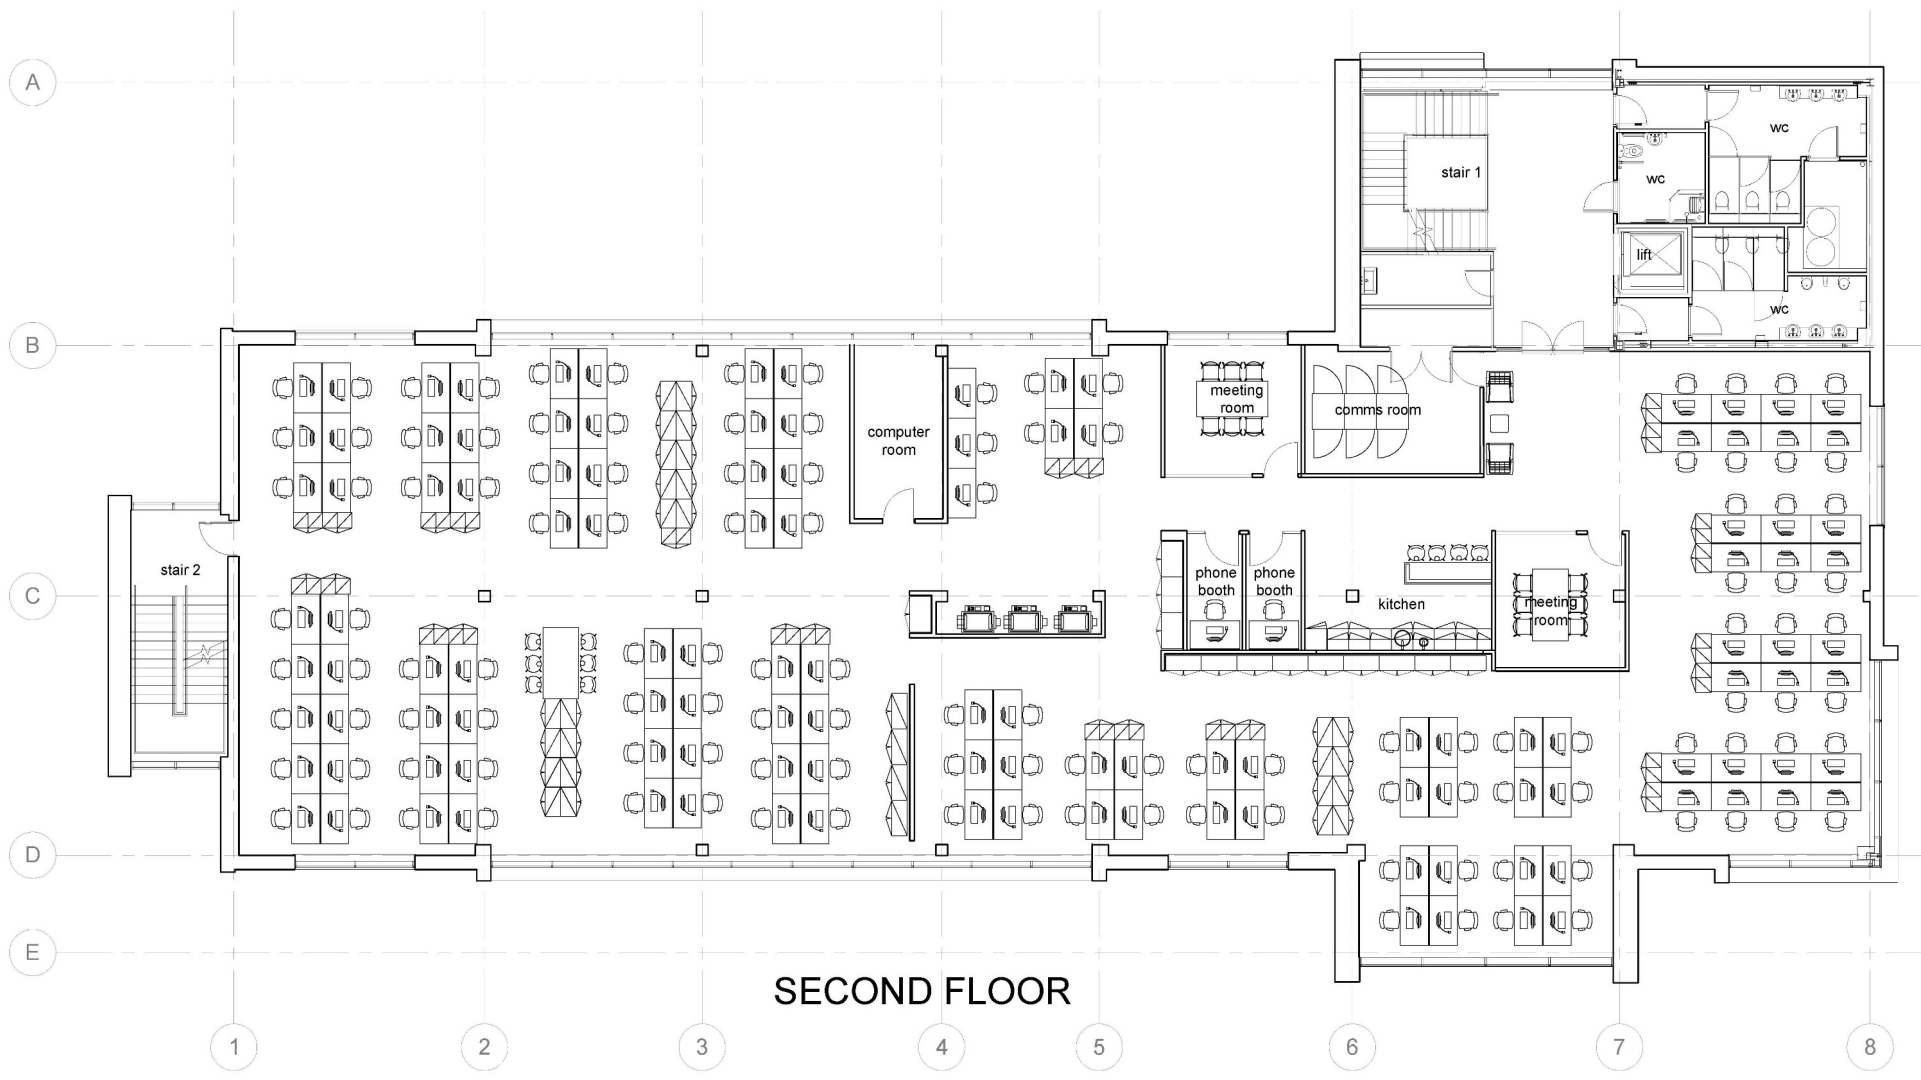 A
wc
stair 1
wc
lift
wc
B
meeting
room
comms room
computer
room
stair 2
phone
booth
phone
booth
C
kitchen
meeting
room
D
E
SECOND FLOOR
1
2
3
4
5
6
7
8